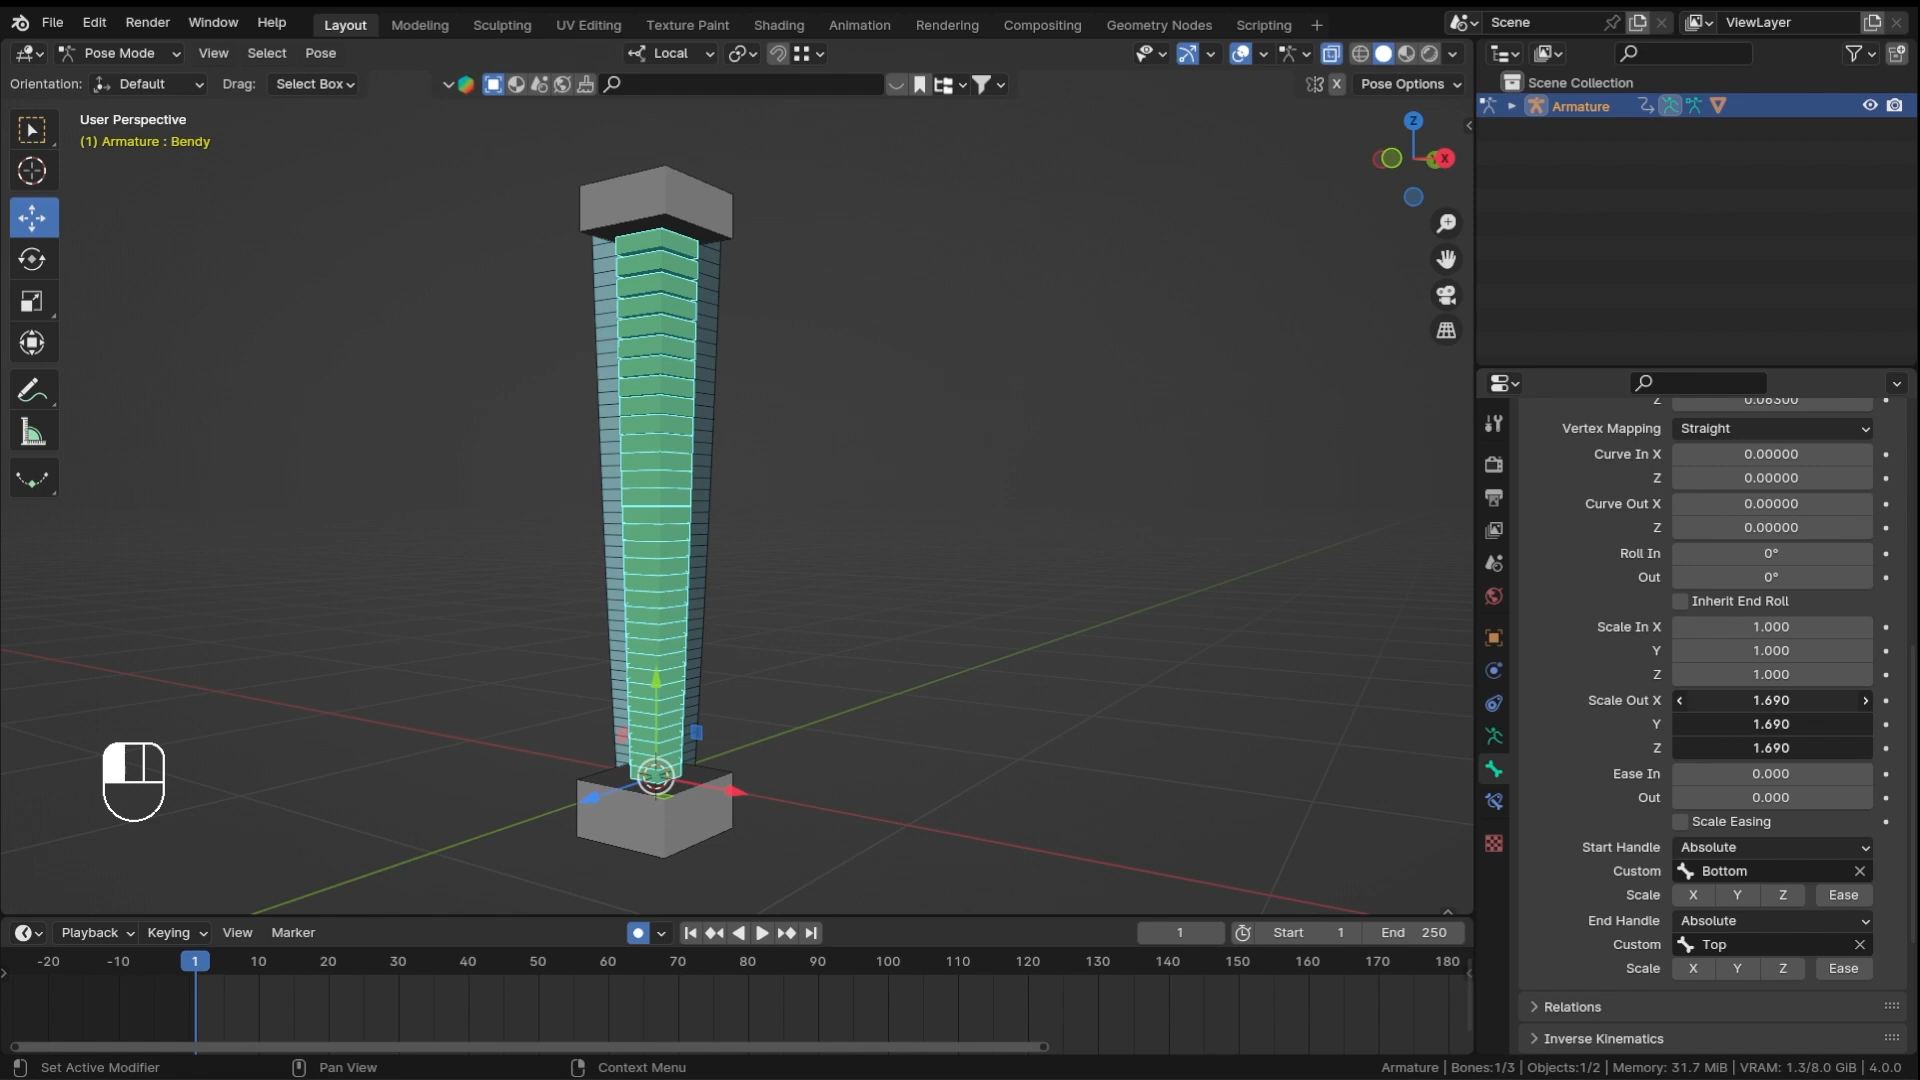 File Edit Render Window Help Layout Modeling Sculpting UV Editing Texture Paint Shading Animation Rendering Compositing Geometry Nodes Scripting + Scene ViewLayer
Pose Mode View Select Pose Local
Orientation: Default Drag: Select Box X Pose Options
Scene Collection
Armature
User Perspective
(1) Armature : Bendy
Z
X
Z 0.06300
Vertex Mapping Straight
Curve In X 0.00000
Z 0.00000
Curve Out X 0.00000
Z 0.00000
Roll In 0°
Out 0°
Inherit End Roll
Scale In X 1.000
Y 1.000
Z 1.000
Scale Out X 1.690
Y 1.690
Z 1.690
Ease In 0.000
Out 0.000
Scale Easing
Start Handle Absolute
Custom Bottom
Scale X Y Z Ease
End Handle Absolute
Custom Top
Scale X Y Z Ease
Relations
Inverse Kinematics
Playback Keying View Marker 1 Start 1 End 250
-20 -10 1 10 20 30 40 50 60 70 80 90 100 110 120 130 140 150 160 170 180
Set Active Modifier Pan View Context Menu Armature | Bones:1/3 | Objects:1/2 | Memory: 31.7 MiB | VRAM: 1.3/8.0 GiB | 4.0.0